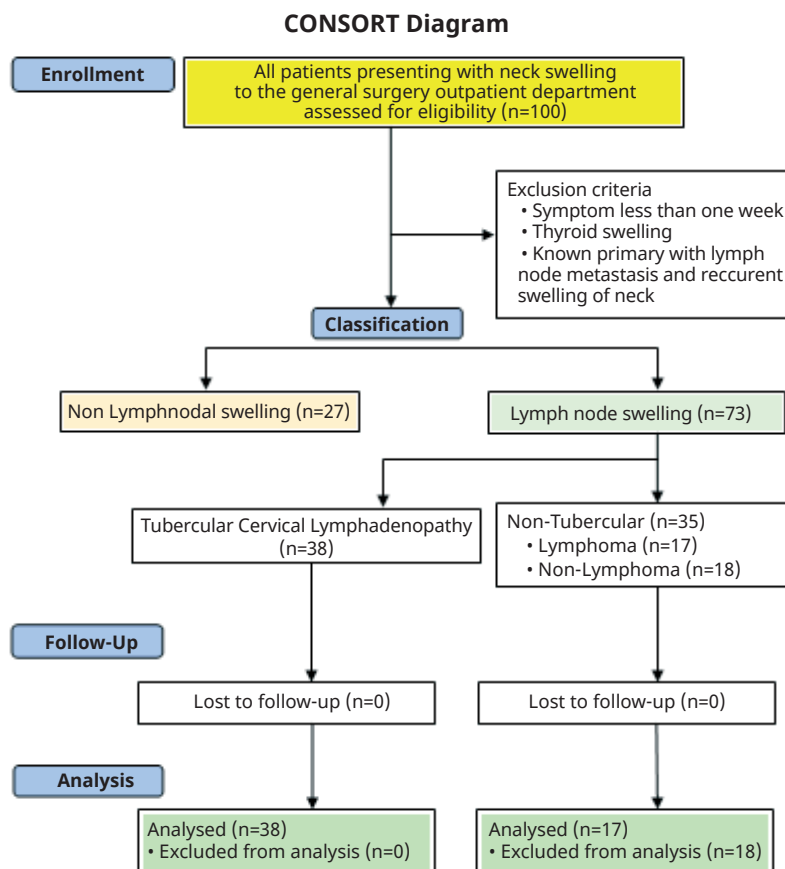 CONSORT Diagram
Enrollment
All patients presenting with neck swelling
to the general surgery outpatient department
assessed for eligibility (n=100)
Exclusion criteria
• Symptom less than one week
• Thyroid swelling
• Known primary with lymph
node metastasis and reccurent
swelling of neck
Classification
Non Lymphnodal swelling (n=27)
Lymph node swelling (n=73)
Tubercular Cervical Lymphadenopathy
(n=38)
Non-Tubercular (n=35)
• Lymphoma (n=17)
• Non-Lymphoma (n=18)
Follow-Up
Lost to follow-up (n=0)
Lost to follow-up (n=0)
Analysis
Analysed (n=38)
• Excluded from analysis (n=0)
Analysed (n=17)
• Excluded from analysis (n=18)